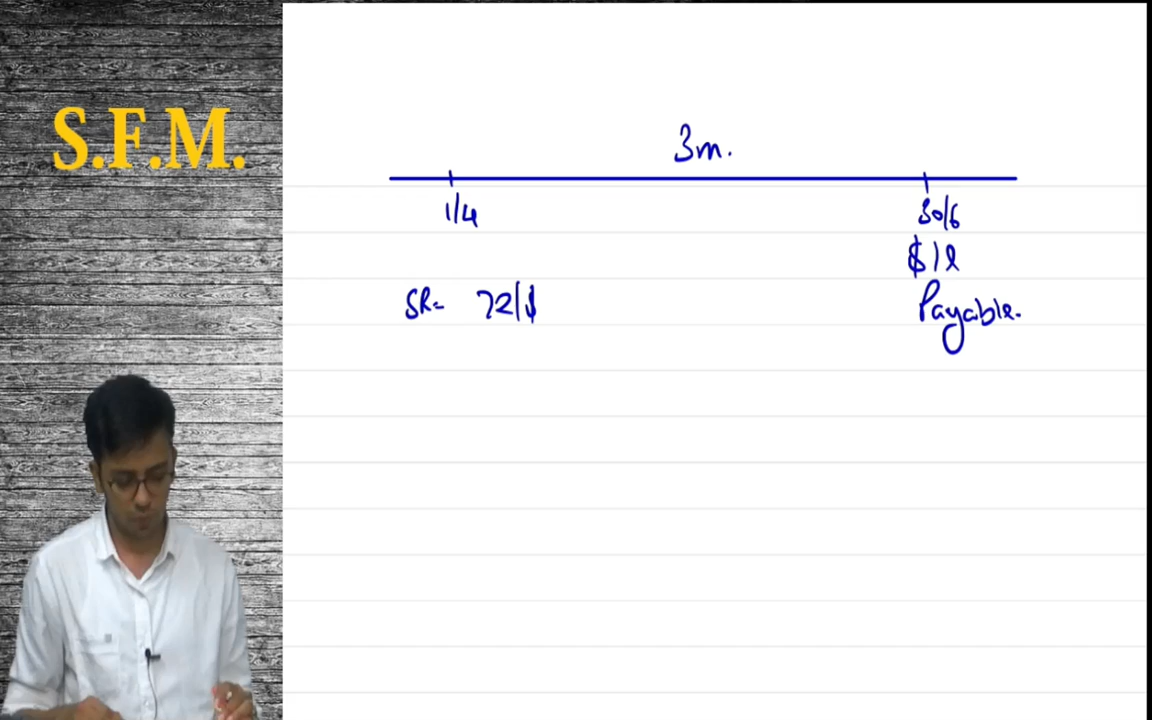 S.F.M.
3m.
1/4
30/6
$1l
SR= 72/$
Payable.